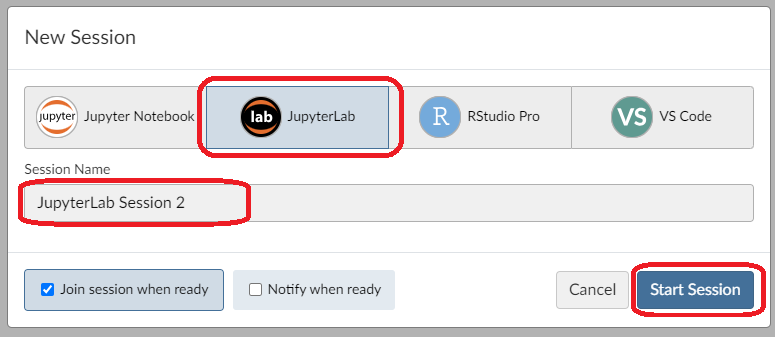 New Session
jupyter Jupyter Notebook
lab JupyterLab
R RStudio Pro
VS VS Code
Session Name
JupyterLab Session 2
Join session when ready
Notify when ready
Cancel
Start Session